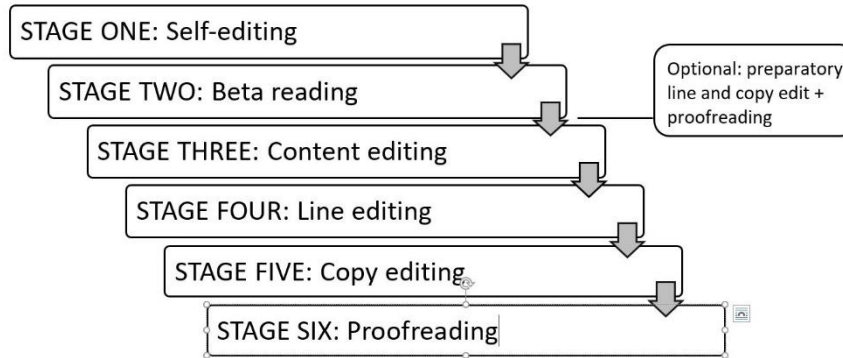 STAGE ONE: Self-editing
STAGE TWO: Beta reading
Optional: preparatory
line and copy edit +
proofreading
STAGE THREE: Content editing
STAGE FOUR: Line editing
STAGE FIVE: Copy editing
STAGE SIX: Proofreading